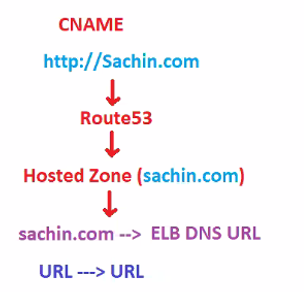 CNAME
http://Sachin.com
Route53
Hosted Zone (sachin.com)
sachin.com --> ELB DNS URL
URL ---> URL